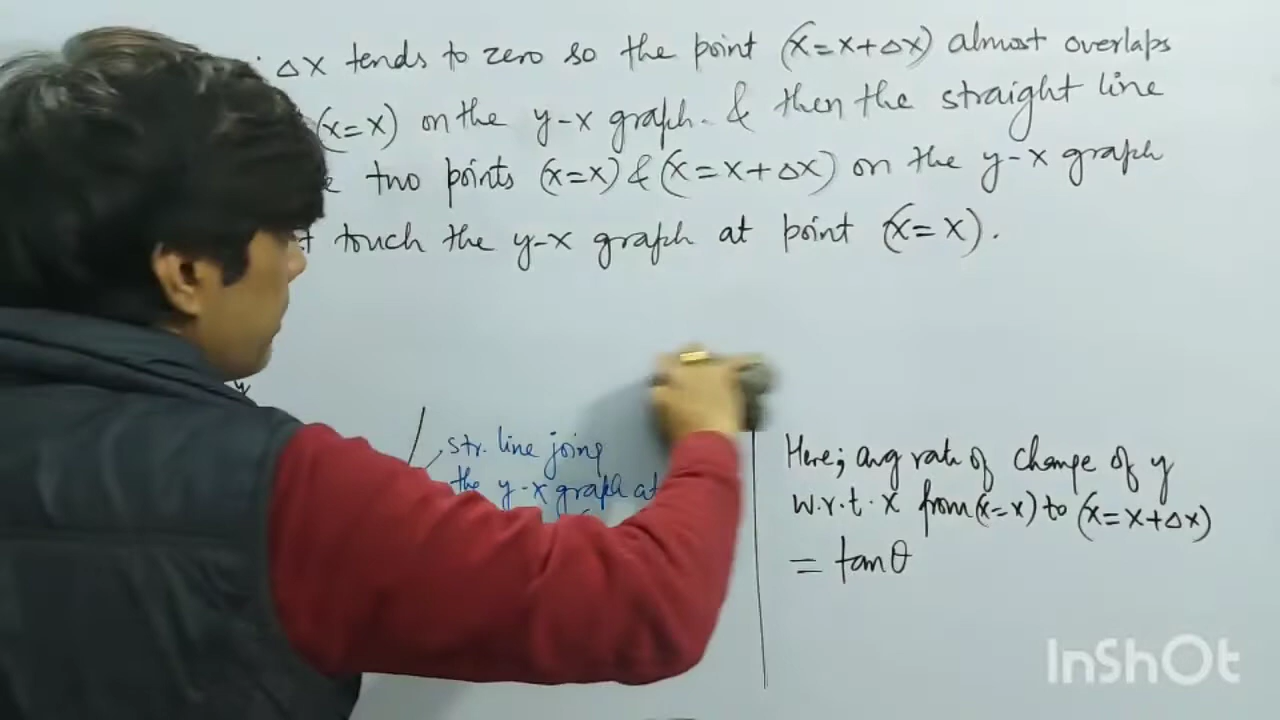 Δx tends to zero so the point (x=x+Δx) almost overlaps
(x=x) on the y-x graph. & then the straight line
two points (x=x) & (x=x+Δx) on the y-x graph
touch the y-x graph at point (x=x).
y
str. line joing
the y-x graph at
Here; avg rate of change of y
w.r.t. x from (x=x) to (x=x+Δx)
= tanθ
InShOt